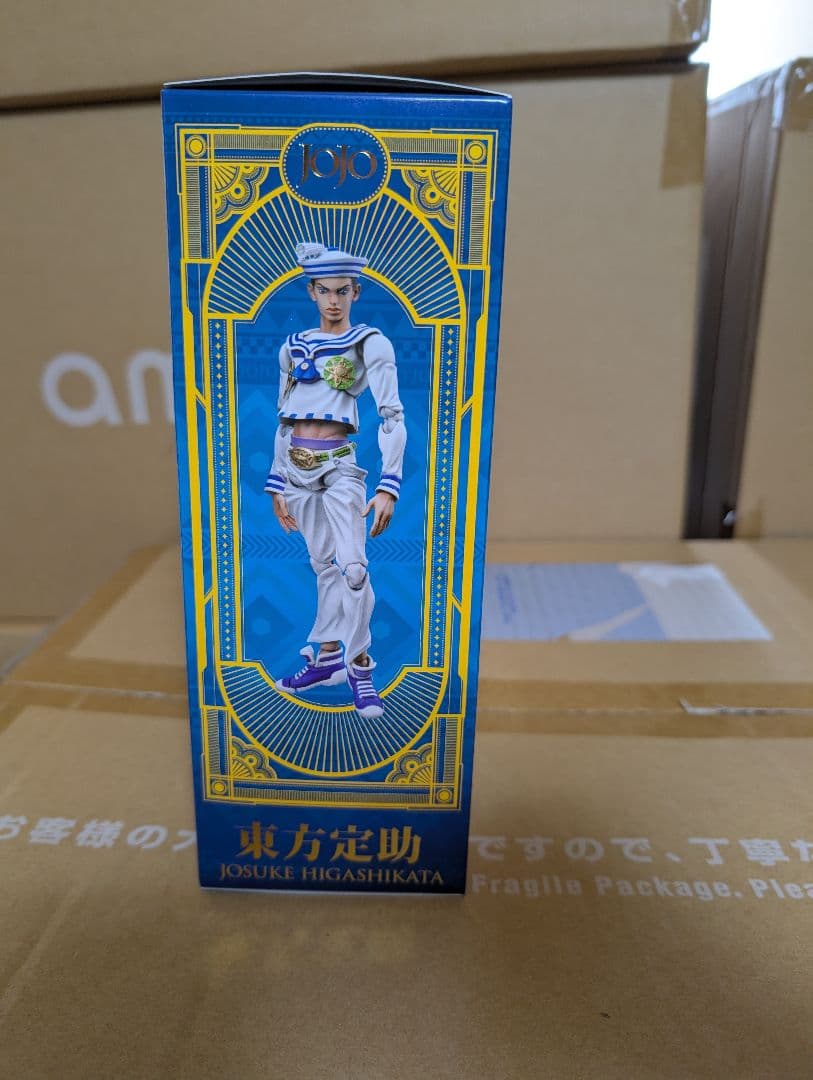 JOJO
am
東方定助
JOSUKE HIGASHIKATA
お客様の
ですので、丁寧
Fragile Package. Plea